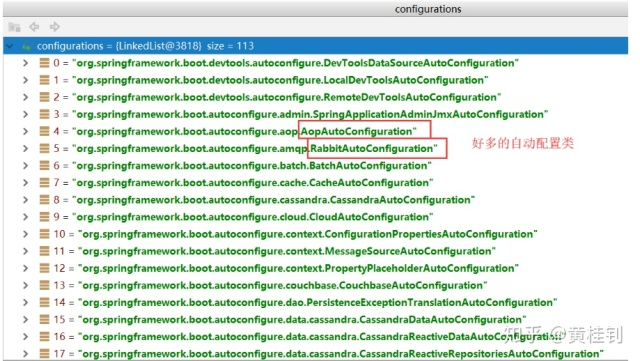 configurations
configurations = {LinkedList@3818} size = 113
0 = "org.springframework.boot.devtools.autoconfigure.DevToolsDataSourceAutoConfiguration"
1 = "org.springframework.boot.devtools.autoconfigure.LocalDevToolsAutoConfiguration"
2 = "org.springframework.boot.devtools.autoconfigure.RemoteDevToolsAutoConfiguration"
3 = "org.springframework.boot.autoconfigure.admin.SpringApplicationAdminJmxAutoConfiguration"
4 = "org.springframework.boot.autoconfigure.aop.AopAutoConfiguration"
5 = "org.springframework.boot.autoconfigure.amqp.RabbitAutoConfiguration"
好多的自动配置类
6 = "org.springframework.boot.autoconfigure.batch.BatchAutoConfiguration"
7 = "org.springframework.boot.autoconfigure.cache.CacheAutoConfiguration"
8 = "org.springframework.boot.autoconfigure.cassandra.CassandraAutoConfiguration"
9 = "org.springframework.boot.autoconfigure.cloud.CloudAutoConfiguration"
10 = "org.springframework.boot.autoconfigure.context.ConfigurationPropertiesAutoConfiguration"
11 = "org.springframework.boot.autoconfigure.context.MessageSourceAutoConfiguration"
12 = "org.springframework.boot.autoconfigure.context.PropertyPlaceholderAutoConfiguration"
13 = "org.springframework.boot.autoconfigure.couchbase.CouchbaseAutoConfiguration"
14 = "org.springframework.boot.autoconfigure.dao.PersistenceExceptionTranslationAutoConfiguration"
15 = "org.springframework.boot.autoconfigure.data.cassandra.CassandraDataAutoConfiguration"
16 = "org.springframework.boot.autoconfigure.data.cassandra.CassandraReactiveDataAutoConfiguration"
17 = "org.springframework.boot.autoconfigure.data.cassandra.CassandraReactiveRepositoriesAutoConfiguration"
知乎 @黄桂钊